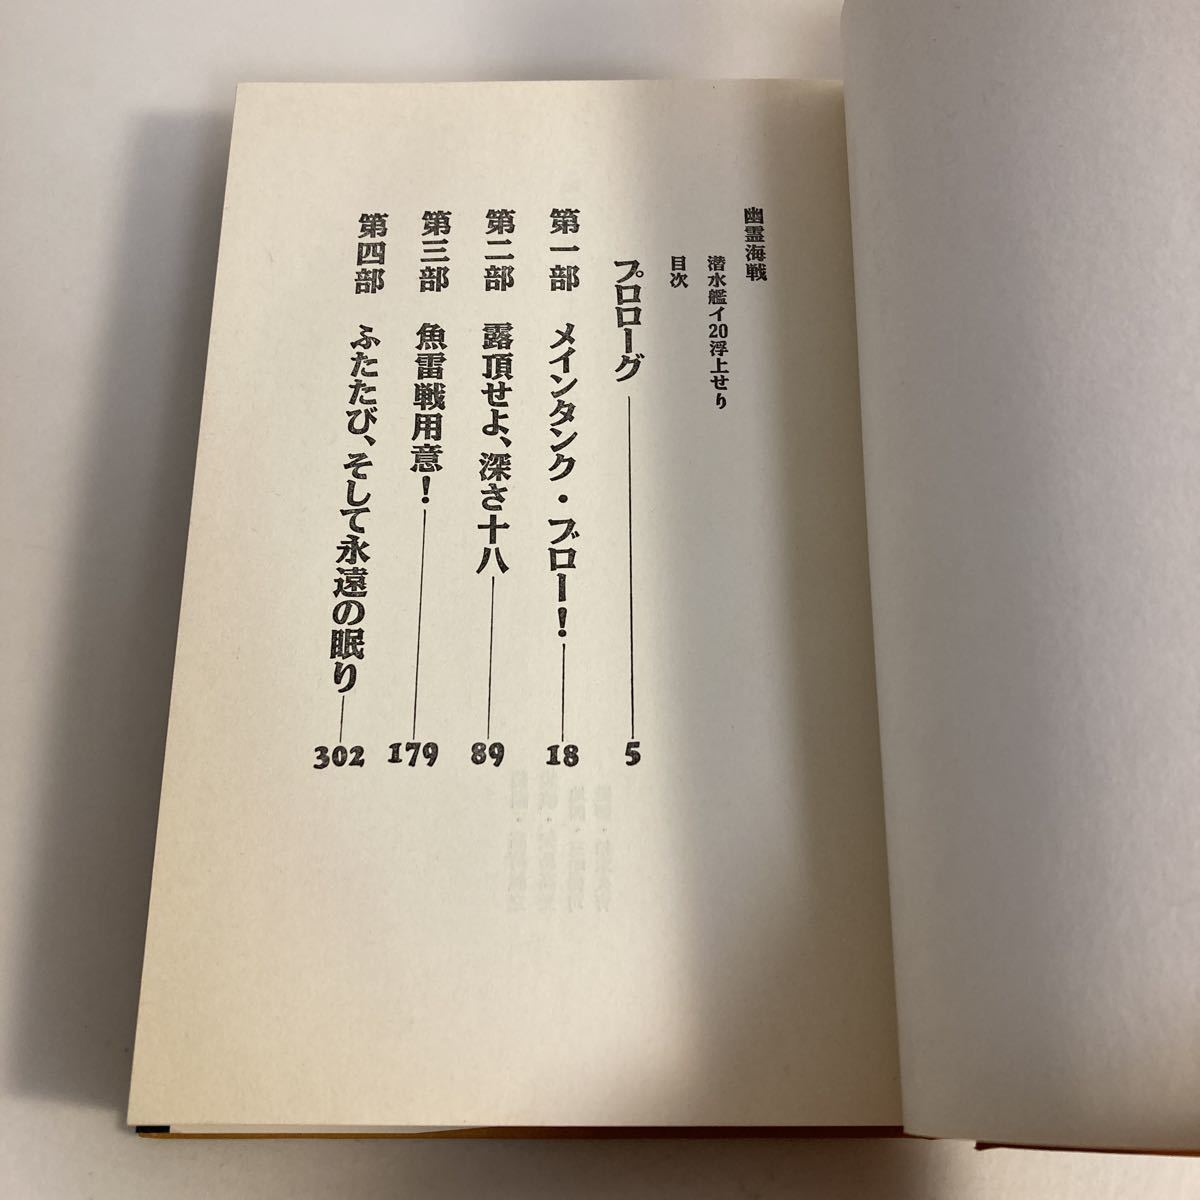 幽霊海戦
潜水艦イ20浮上せり
目次
プロローグ 5
第一部 メインタンク・ブロー! 18
第二部 露頂せよ、深さ十八 89
第三部 魚雷戦用意! 179
第四部 ふたたび、そして永遠の眠り 302